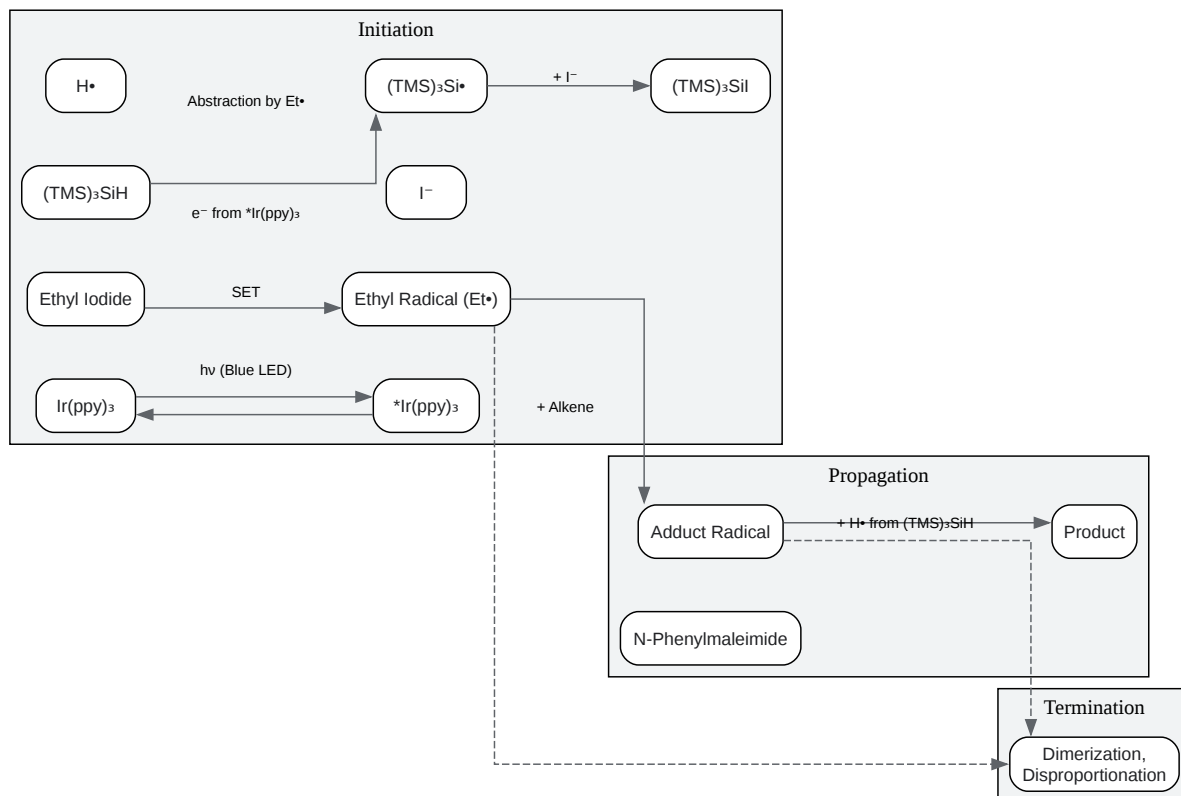 Initiation
H•
(TMS)₃Si•
+ I⁻
(TMS)₃SiI
Abstraction by Et•
(TMS)₃SiH
I⁻
e⁻ from *Ir(ppy)₃
Ethyl Iodide
SET
Ethyl Radical (Et•)
hν (Blue LED)
Ir(ppy)₃
*Ir(ppy)₃
+ Alkene
Propagation
Adduct Radical
+ H• from (TMS)₃SiH
Product
N-Phenylmaleimide
Termination
Dimerization,
Disproportionation